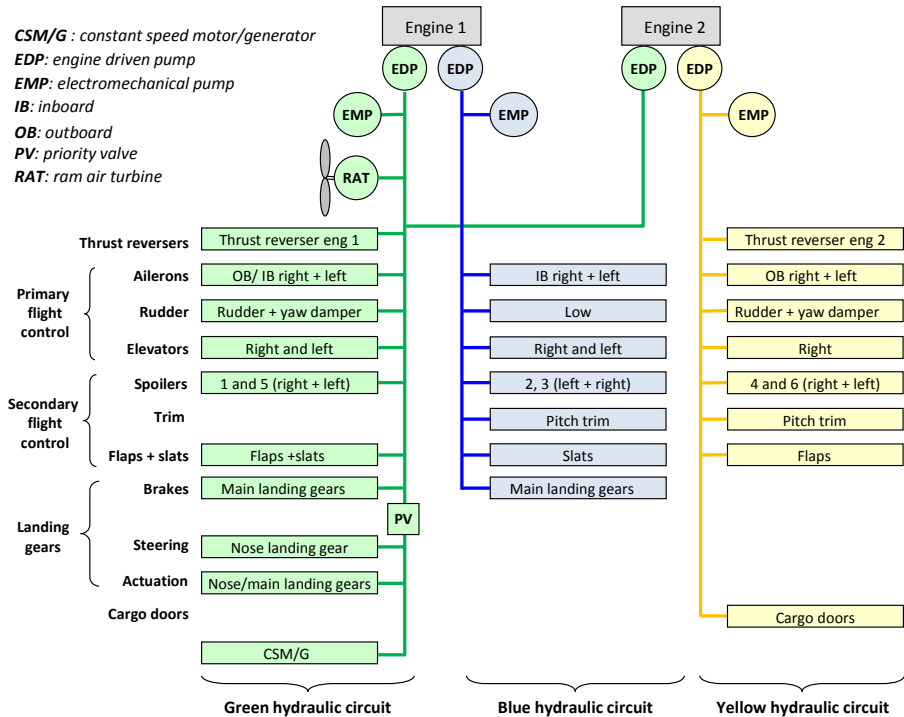 CSM/G : constant speed motor/generator
EDP: engine driven pump
EMP: electromechanical pump
IB: inboard
OB: outboard
PV: priority valve
RAT: ram air turbine
Engine 1
Engine 2
EDP
EDP
EDP
EDP
EMP
EMP
EMP
RAT
Thrust reversers
Thrust reverser eng 1
Thrust reverser eng 2
Primary
flight
control
Ailerons
OB/ IB right + left
IB right + left
OB right + left
Rudder
Rudder + yaw damper
Low
Rudder + yaw damper
Elevators
Right and left
Right and left
Right
Secondary
flight
control
Spoilers
1 and 5 (right + left)
2, 3 (left + right)
4 and 6 (right + left)
Trim
Pitch trim
Pitch trim
Flaps + slats
Flaps +slats
Slats
Flaps
Landing
gears
Brakes
Main landing gears
Main landing gears
PV
Steering
Nose landing gear
Actuation
Nose/main landing gears
Cargo doors
Cargo doors
CSM/G
Green hydraulic circuit
Blue hydraulic circuit
Yellow hydraulic circuit